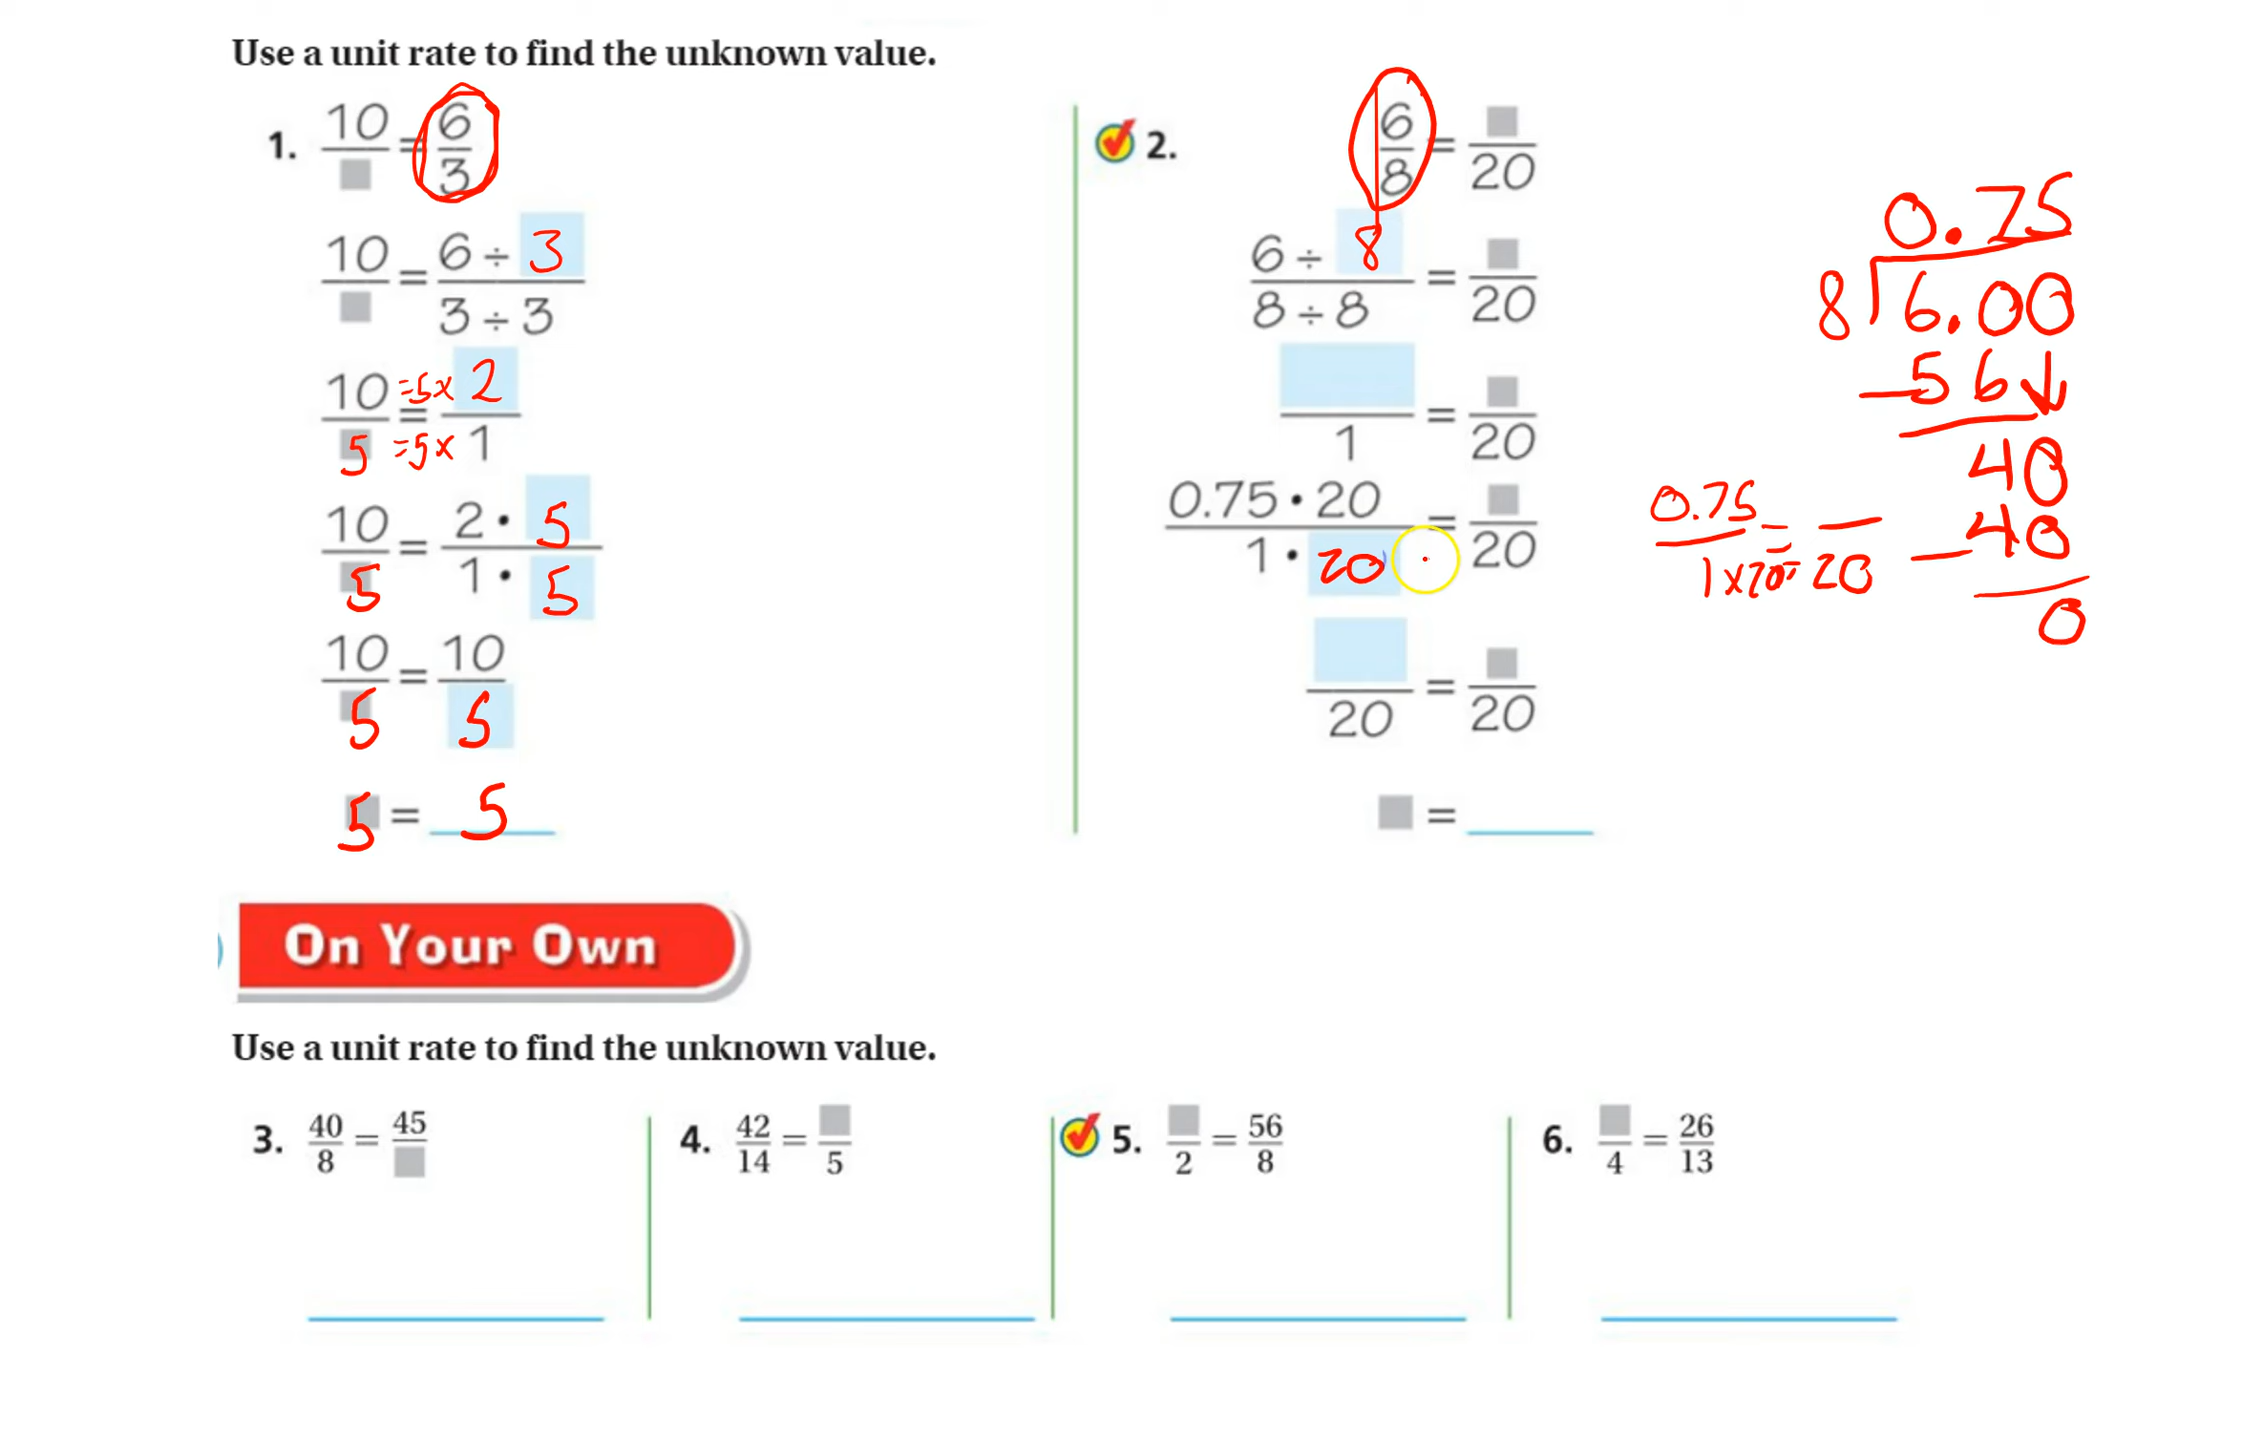 Use a unit rate to find the unknown value.
1. 10/■ = 6/3
10/■ = 6 ÷ 3/3 ÷ 3
10/5 =5x = =5x 2/1
10/5 = 2 • 5/1 • 5
10/5 = 10/5
5 = 5
2. 6/8 = ■/20
6 ÷ 8/8 ÷ 8 = ■/20
/1 = ■/20
0.75 • 20/1 • 20 = ■/20
/20 = ■/20
■ =
0.75
8 6.00
-56↓
40
-40
0
0.75 = 
1x20= 20
On Your Own
Use a unit rate to find the unknown value.
3. 40/8 = 45/■
4. 42/14 = ■/5
5. ■/2 = 56/8
6. ■/4 = 26/13